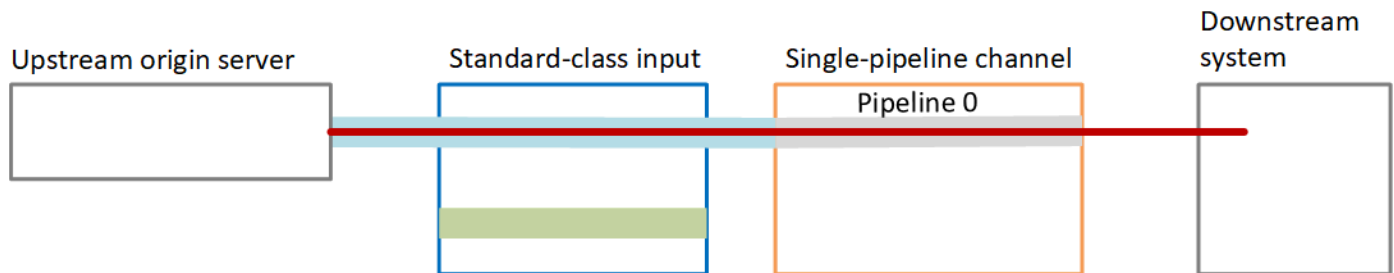 Upstream origin server
Standard-class input
Single-pipeline channel
Downstream
system
Pipeline 0